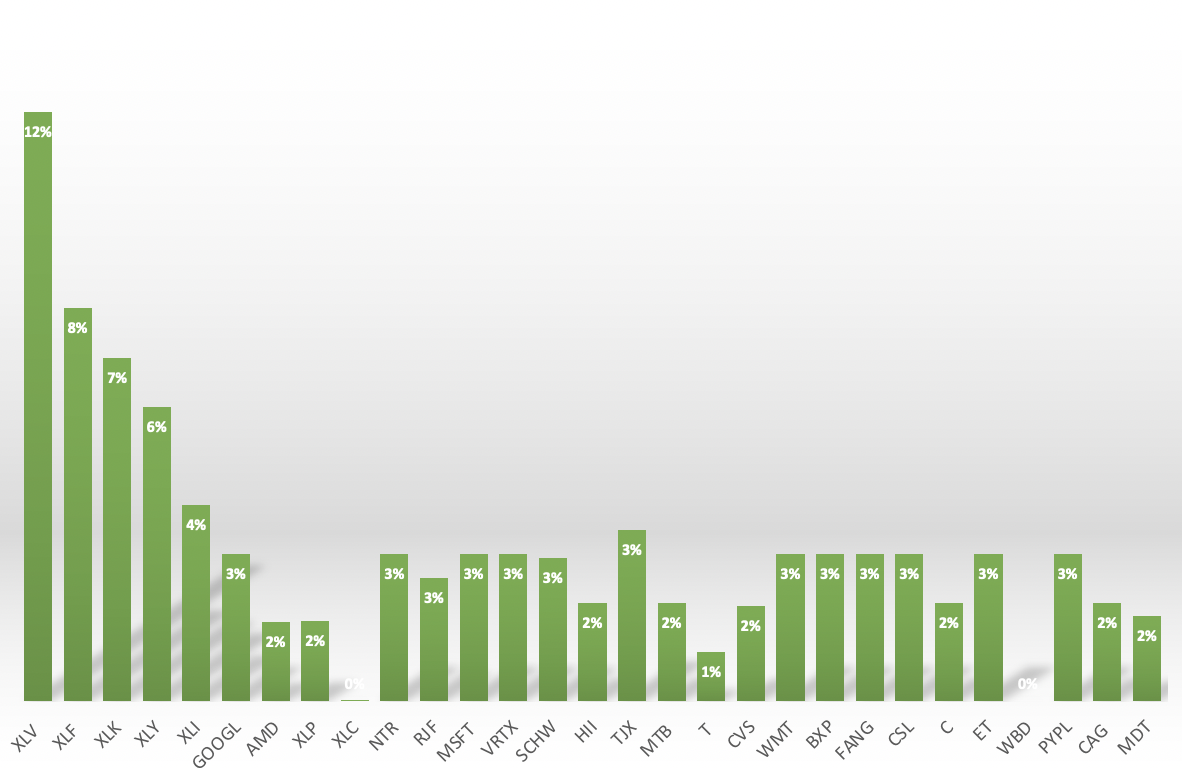 12%
8%
7%
6%
4%
3%
2%
2%
0%
3%
3%
3%
3%
3%
2%
3%
2%
1%
2%
3%
3%
3%
3%
2%
3%
0%
3%
2%
2%
XLV
XLF
XLK
XLY
XLI
GOOGL
AMD
XLP
XLC
NTR
RJF
MSFT
VRTX
SCHW
HII
TJX
MTB
T
CVS
WMT
BXP
FANG
CSL
C
ET
WBD
PYPL
CAG
MDT